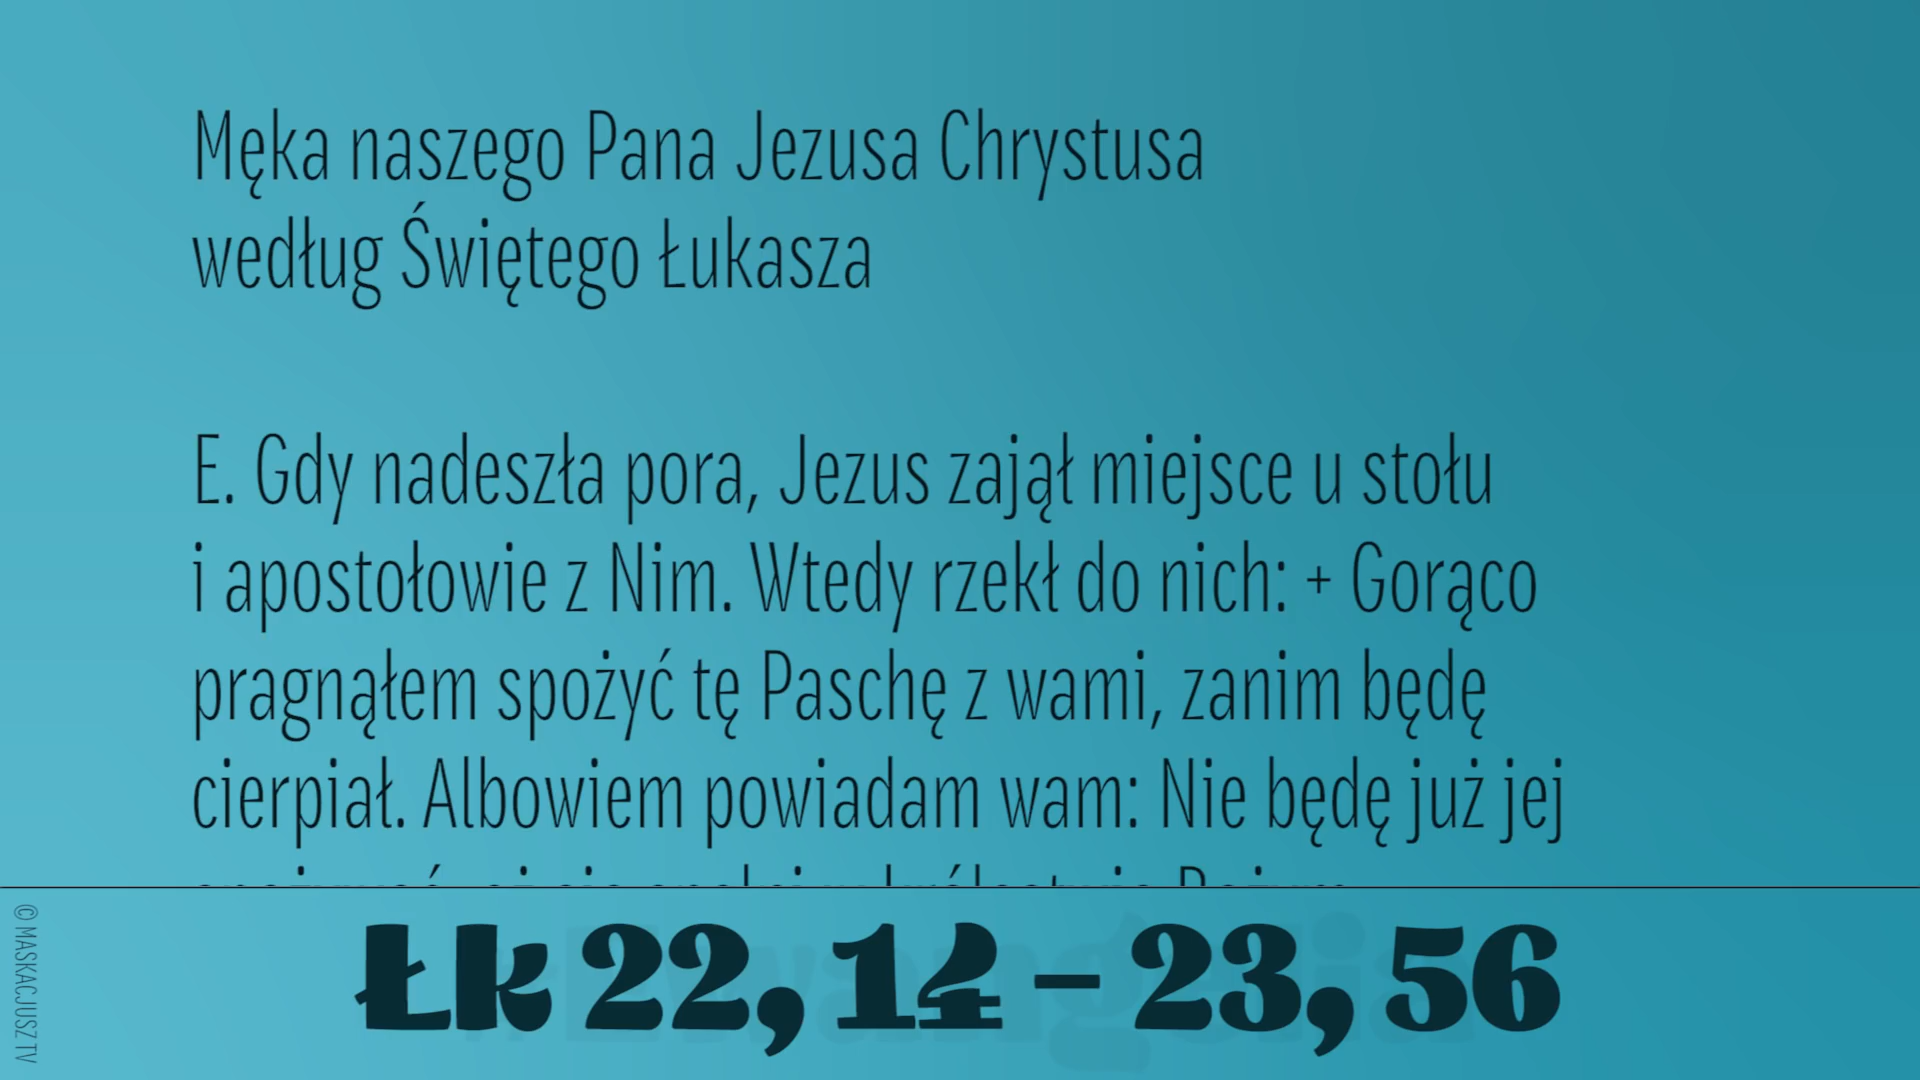 Męka naszego Pana Jezusa Chrystusa
według Świętego Łukasza
E. Gdy nadeszła pora, Jezus zajął miejsce u stołu
i apostołowie z Nim. Wtedy rzekł do nich: + Gorąco
pragnąłem spożyć tę Paschę z wami, zanim będę
cierpiał. Albowiem powiadam wam: Nie będę już jej
Łk 22, 14 – 23, 56
© MASKACJUSZ TV